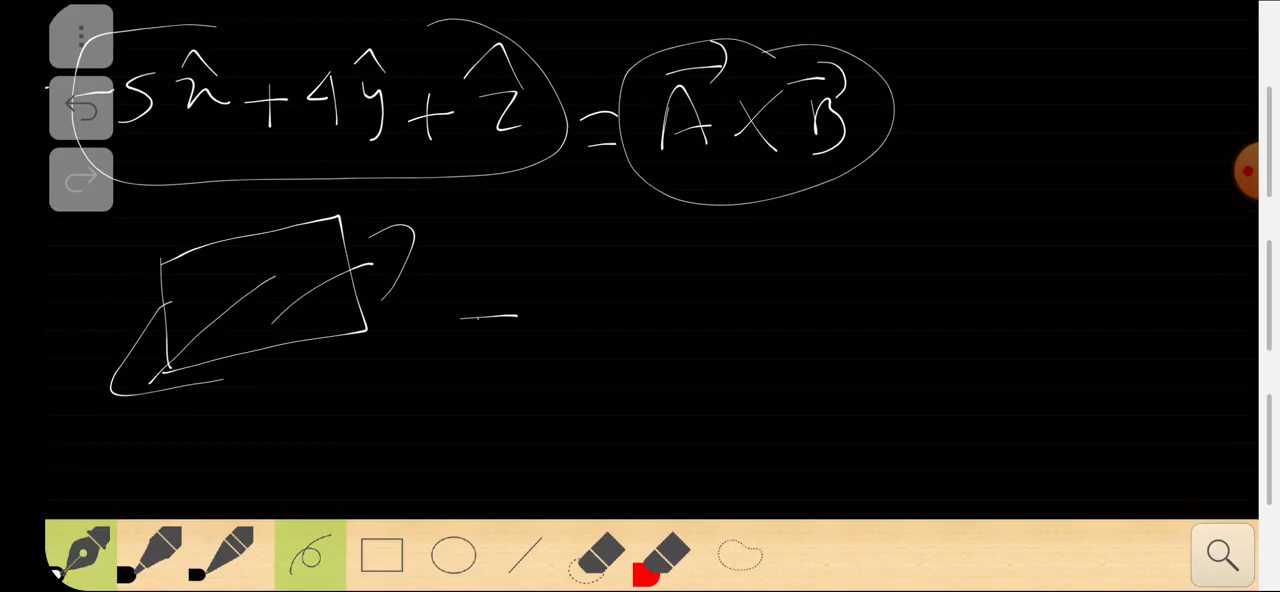 -5x̂ + 4ŷ + ẑ = A⃗ × B⃗